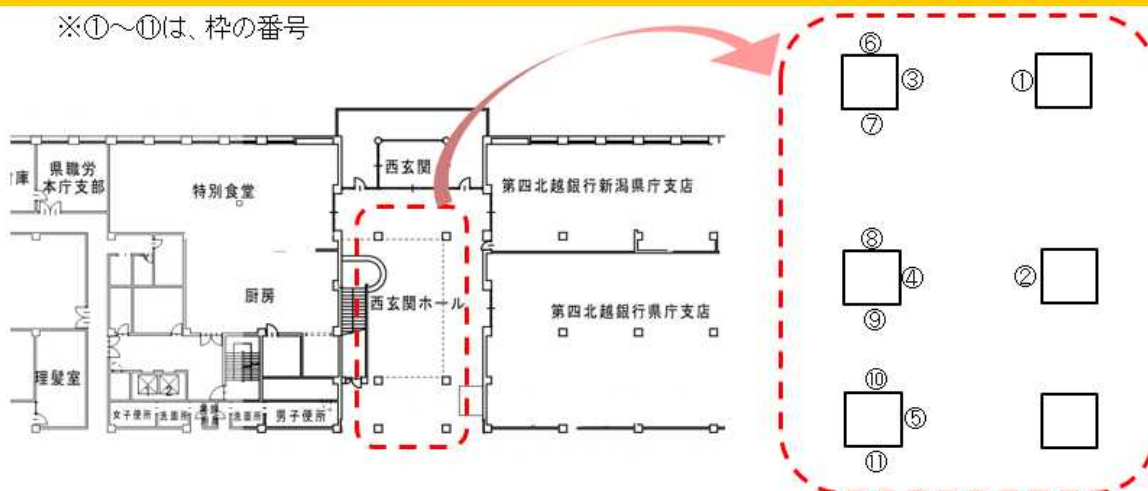 ※①～⑪は、枠の番号
⑥
③
①
⑦
西玄関
県職労
本庁支部
庫
特別食堂
第四北越銀行新潟県庁支店
⑧
④
②
⑨
厨房
西玄関ホール
第四北越銀行県庁支店
理髪室
⑩
⑤
⑪
女子便所
洗面所
洗面所
男子便所